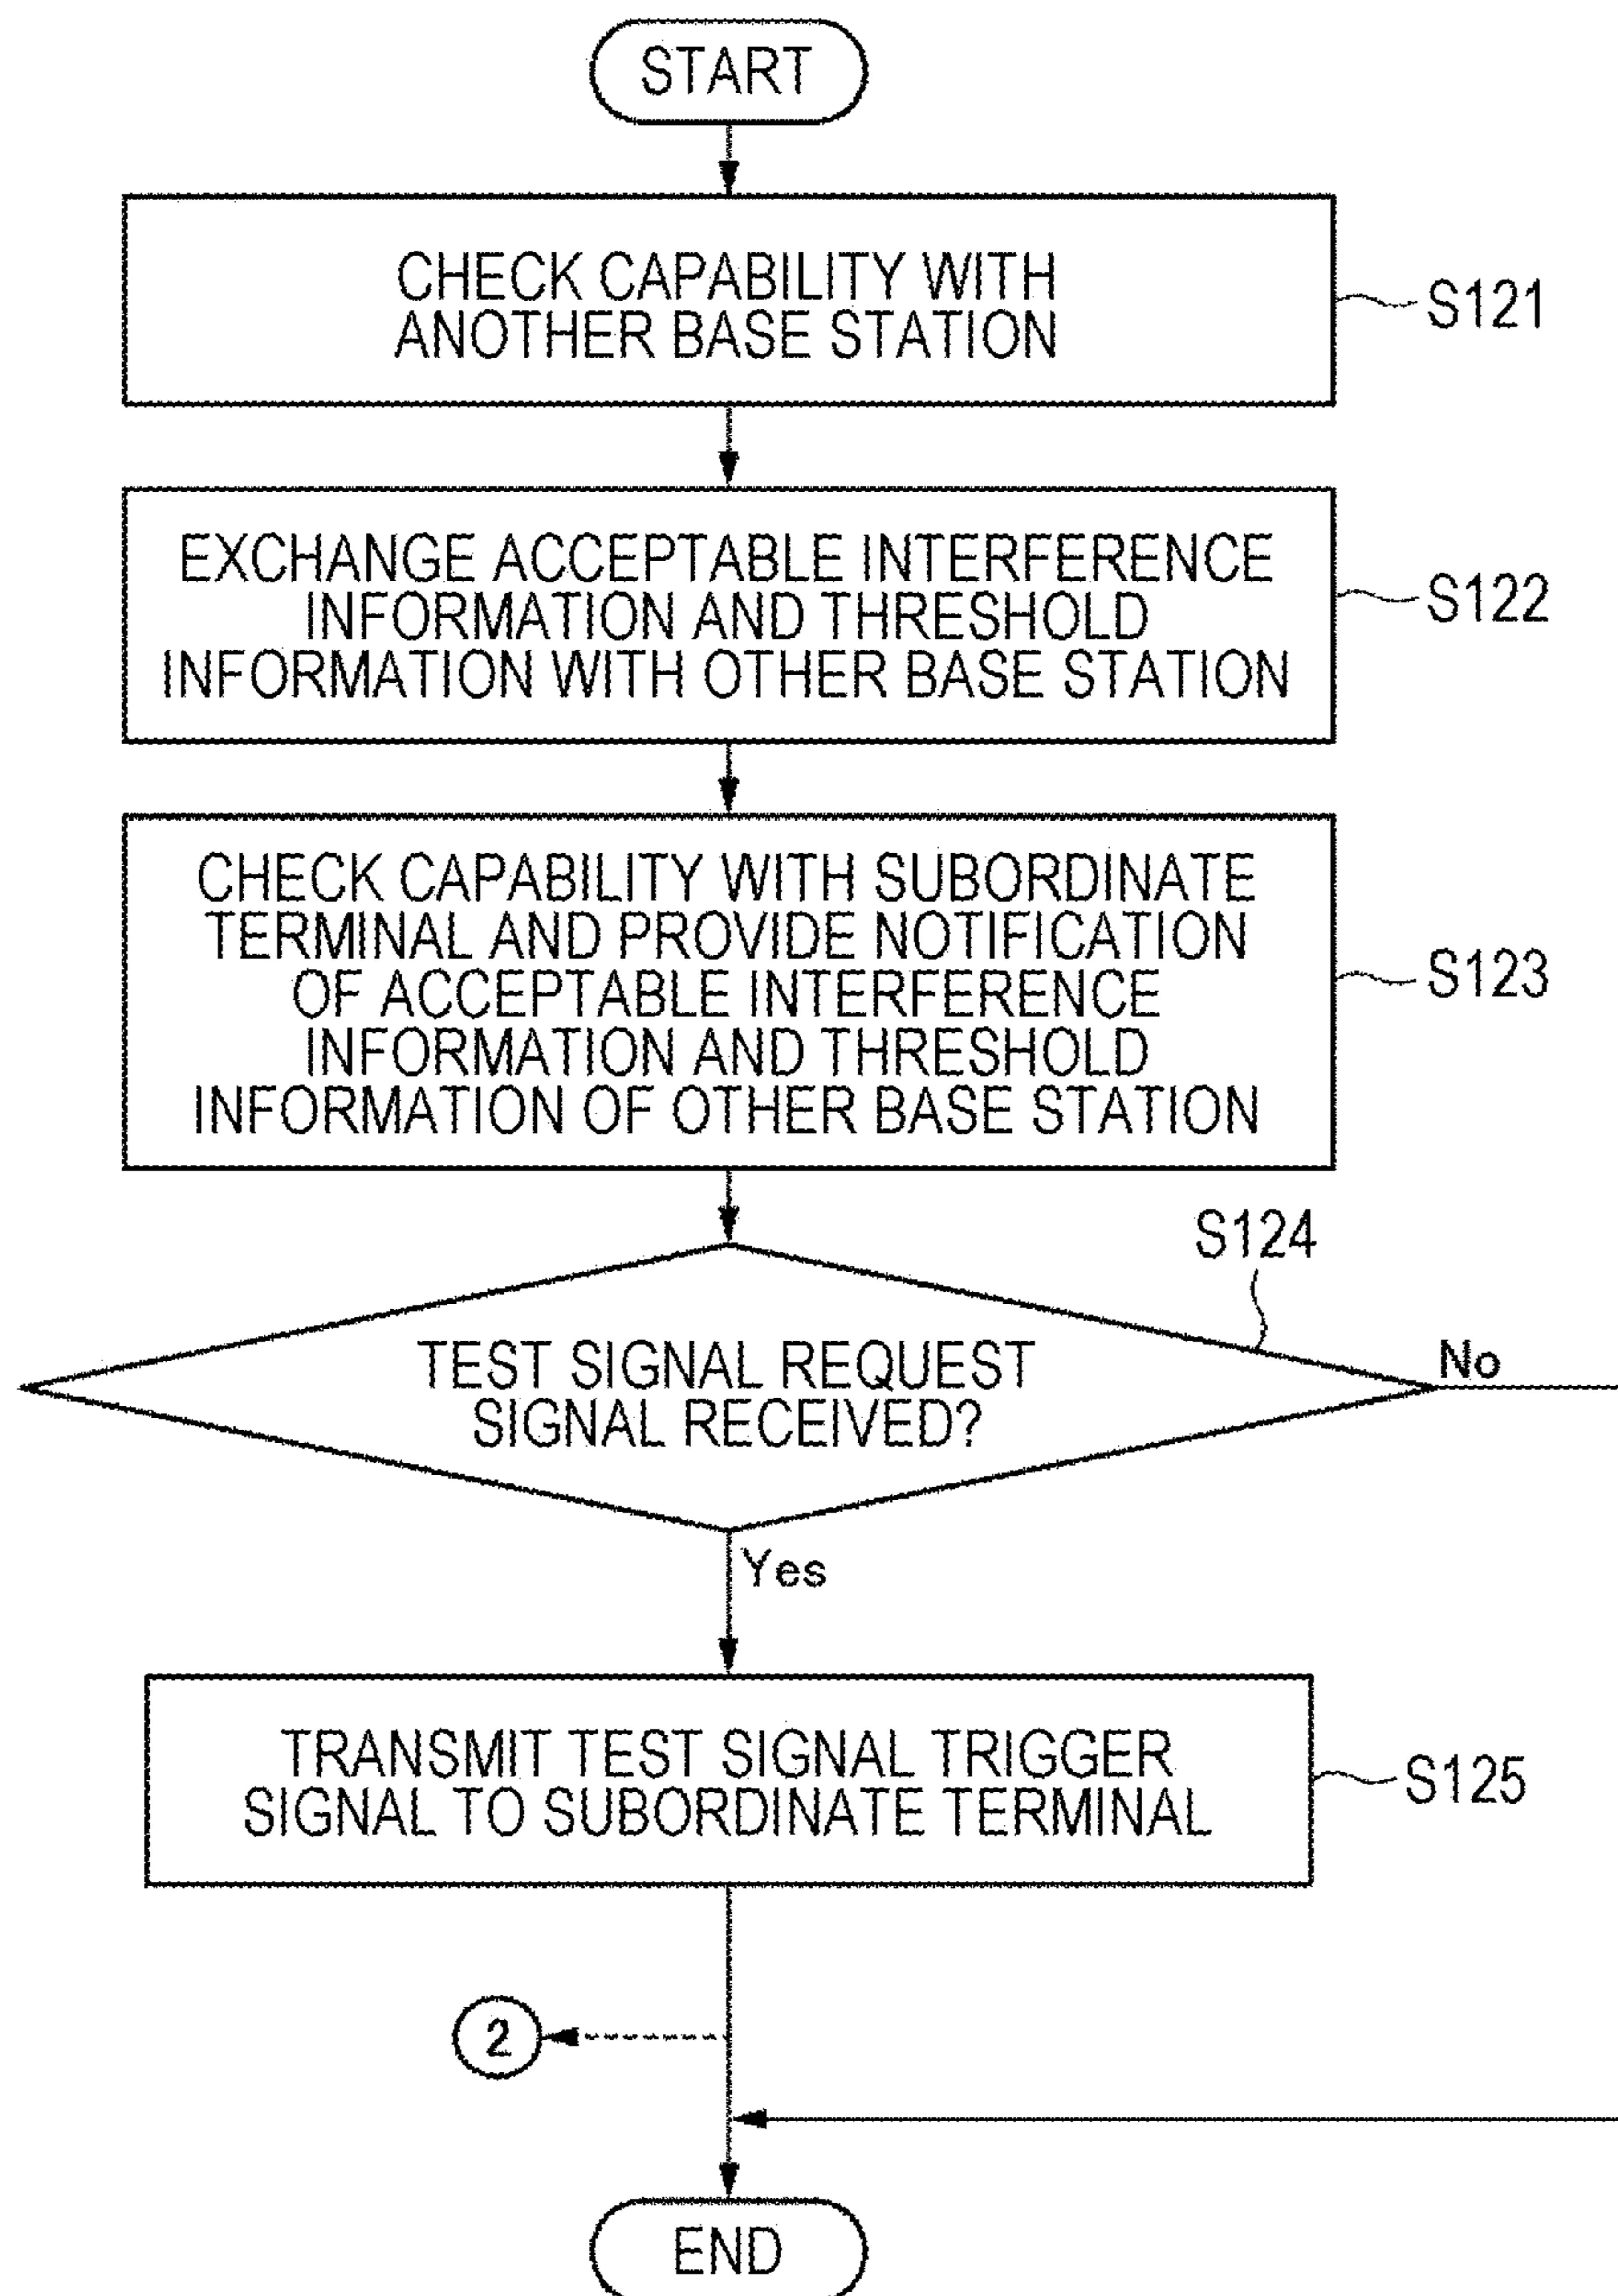 START
CHECK CAPABILITY WITH
ANOTHER BASE STATION
S121
EXCHANGE ACCEPTABLE INTERFERENCE
INFORMATION AND THRESHOLD
INFORMATION WITH OTHER BASE STATION
S122
CHECK CAPABILITY WITH SUBORDINATE
TERMINAL AND PROVIDE NOTIFICATION
OF ACCEPTABLE INTERFERENCE
INFORMATION AND THRESHOLD
INFORMATION OF OTHER BASE STATION
S123
S124
TEST SIGNAL REQUEST
SIGNAL RECEIVED?
No
Yes
TRANSMIT TEST SIGNAL TRIGGER
SIGNAL TO SUBORDINATE TERMINAL
S125
2
END